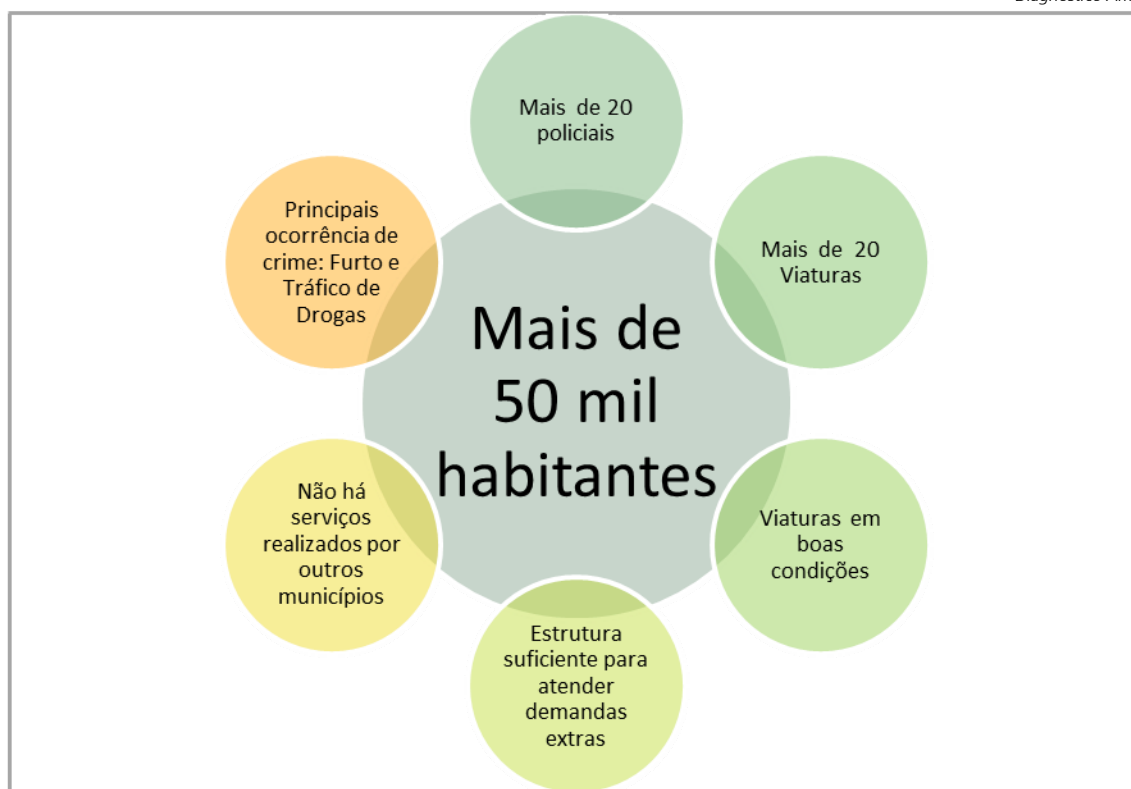 Mais de 20
policiais
Mais de 20
Viaturas
Viaturas em
boas
condições
Estrutura
suficiente para
atender
demandas
extras
Não há
serviços
realizados por
outros
municípios
Principais
ocorrência de
crime: Furto e
Tráfico de
Drogas
Mais de
50 mil
habitantes